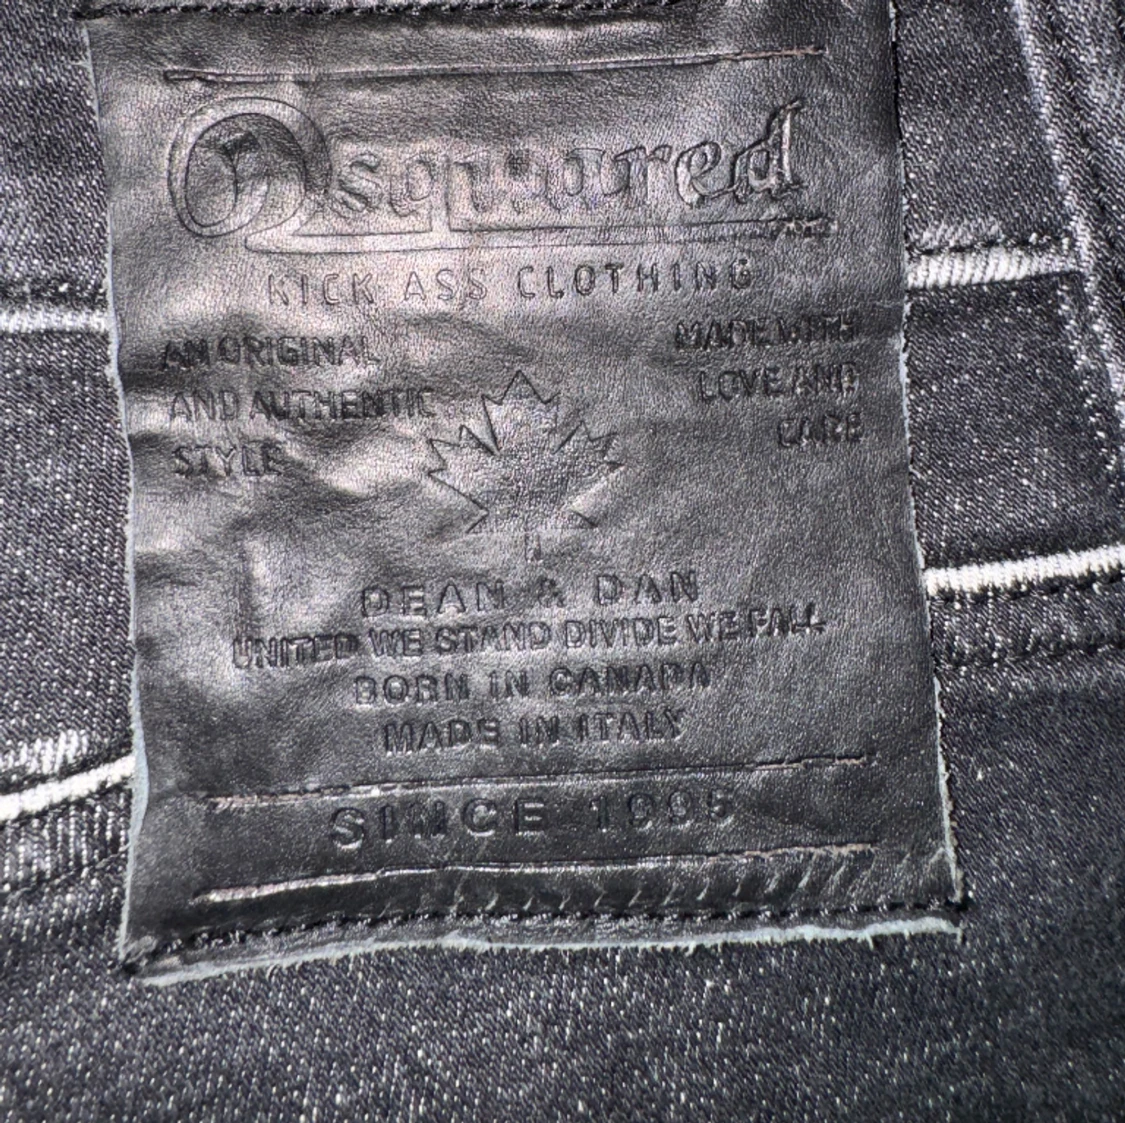 Dsquared
KICK ASS CLOTHING
AN ORIGINAL
AND AUTHENTIC
STYLE
MADE WITH
LOVE AND
CARE
DEAN & DAN
UNITED WE STAND DIVIDE WE FALL
BORN IN CANADA
MADE IN ITALY
SINCE 1995